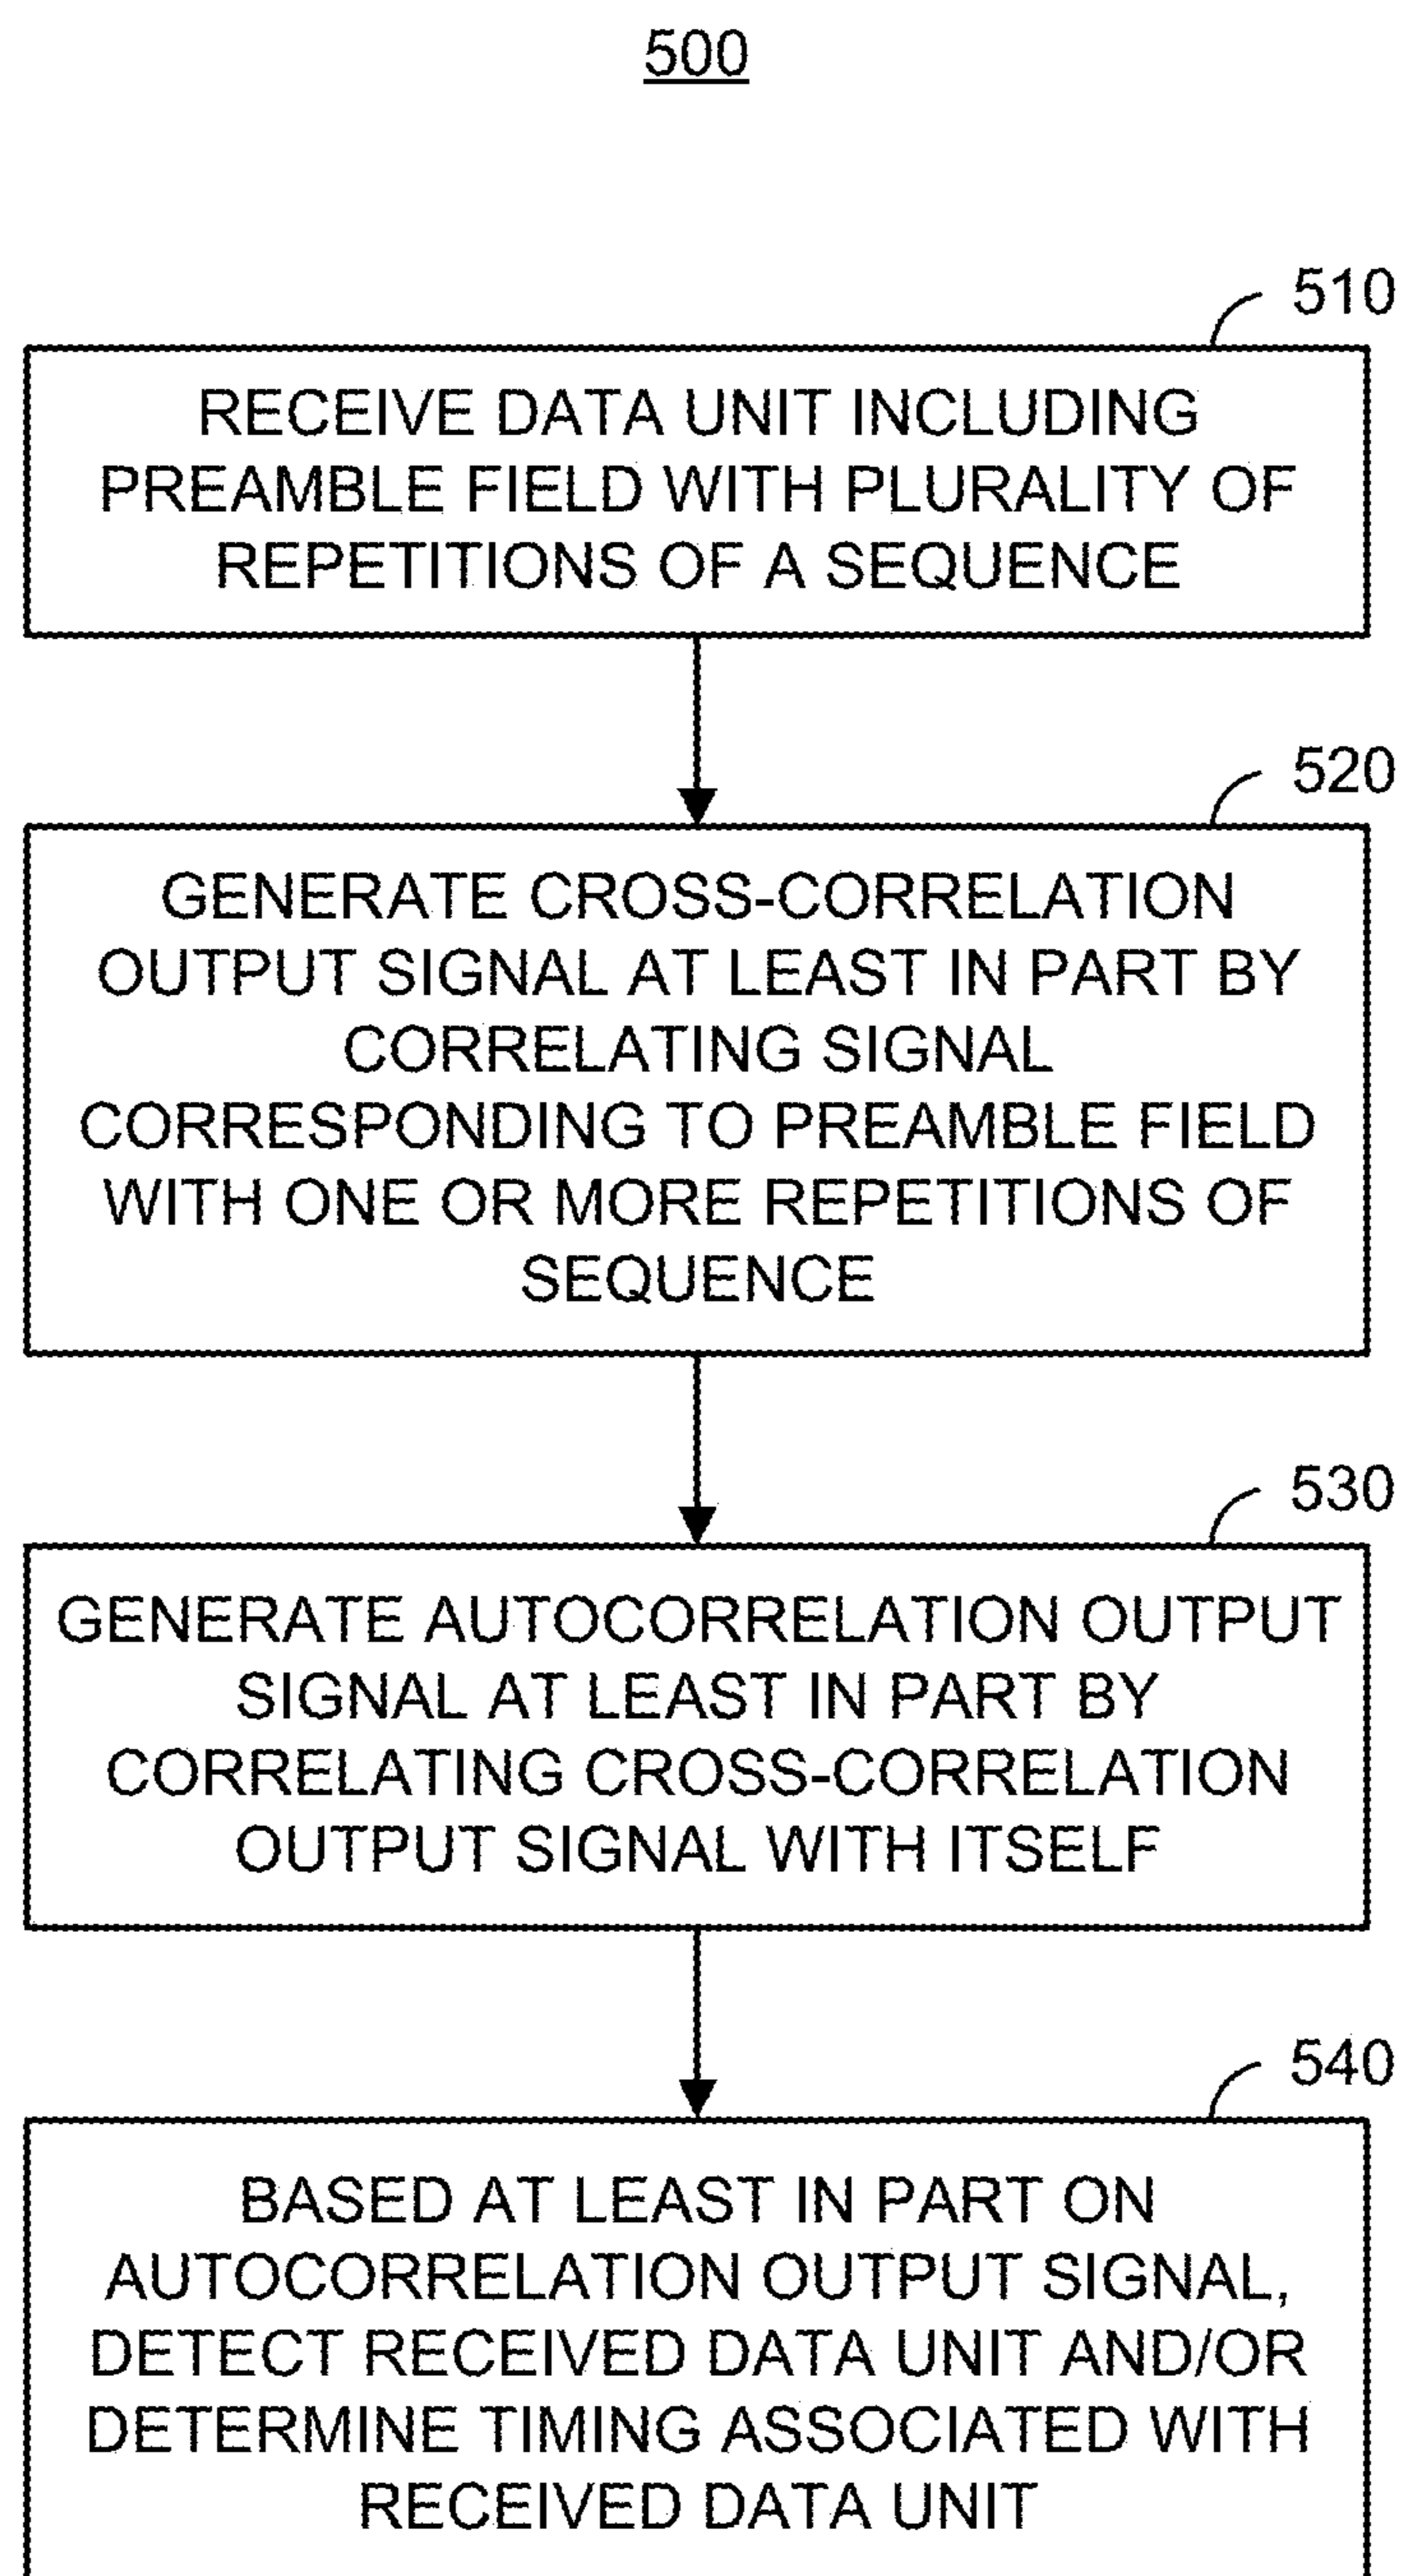 500
510
RECEIVE DATA UNIT INCLUDING
PREAMBLE FIELD WITH PLURALITY OF
REPETITIONS OF A SEQUENCE
520
GENERATE CROSS-CORRELATION
OUTPUT SIGNAL AT LEAST IN PART BY
CORRELATING SIGNAL
CORRESPONDING TO PREAMBLE FIELD
WITH ONE OR MORE REPETITIONS OF
SEQUENCE
530
GENERATE AUTOCORRELATION OUTPUT
SIGNAL AT LEAST IN PART BY
CORRELATING CROSS-CORRELATION
OUTPUT SIGNAL WITH ITSELF
540
BASED AT LEAST IN PART ON
AUTOCORRELATION OUTPUT SIGNAL,
DETECT RECEIVED DATA UNIT AND/OR
DETERMINE TIMING ASSOCIATED WITH
RECEIVED DATA UNIT